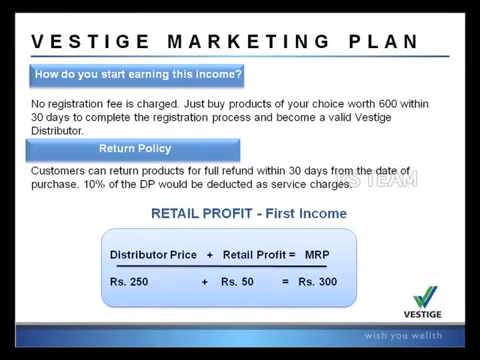 VESTIGE MARKETING PLAN
How do you start earning this income?
No registration fee is charged. Just buy products of your choice worth 600 within
30 days to complete the registration process and become a valid Vestige
Distributor.
Return Policy
Customers can return products for full refund within 30 days from the date of
purchase. 10% of the DP would be deducted as service charges.
RS TEAM
RETAIL PROFIT - First Income
Distributor Price + Retail Profit = MRP
Rs. 250 + Rs. 50 = Rs. 300
VESTIGE
wish you wellth